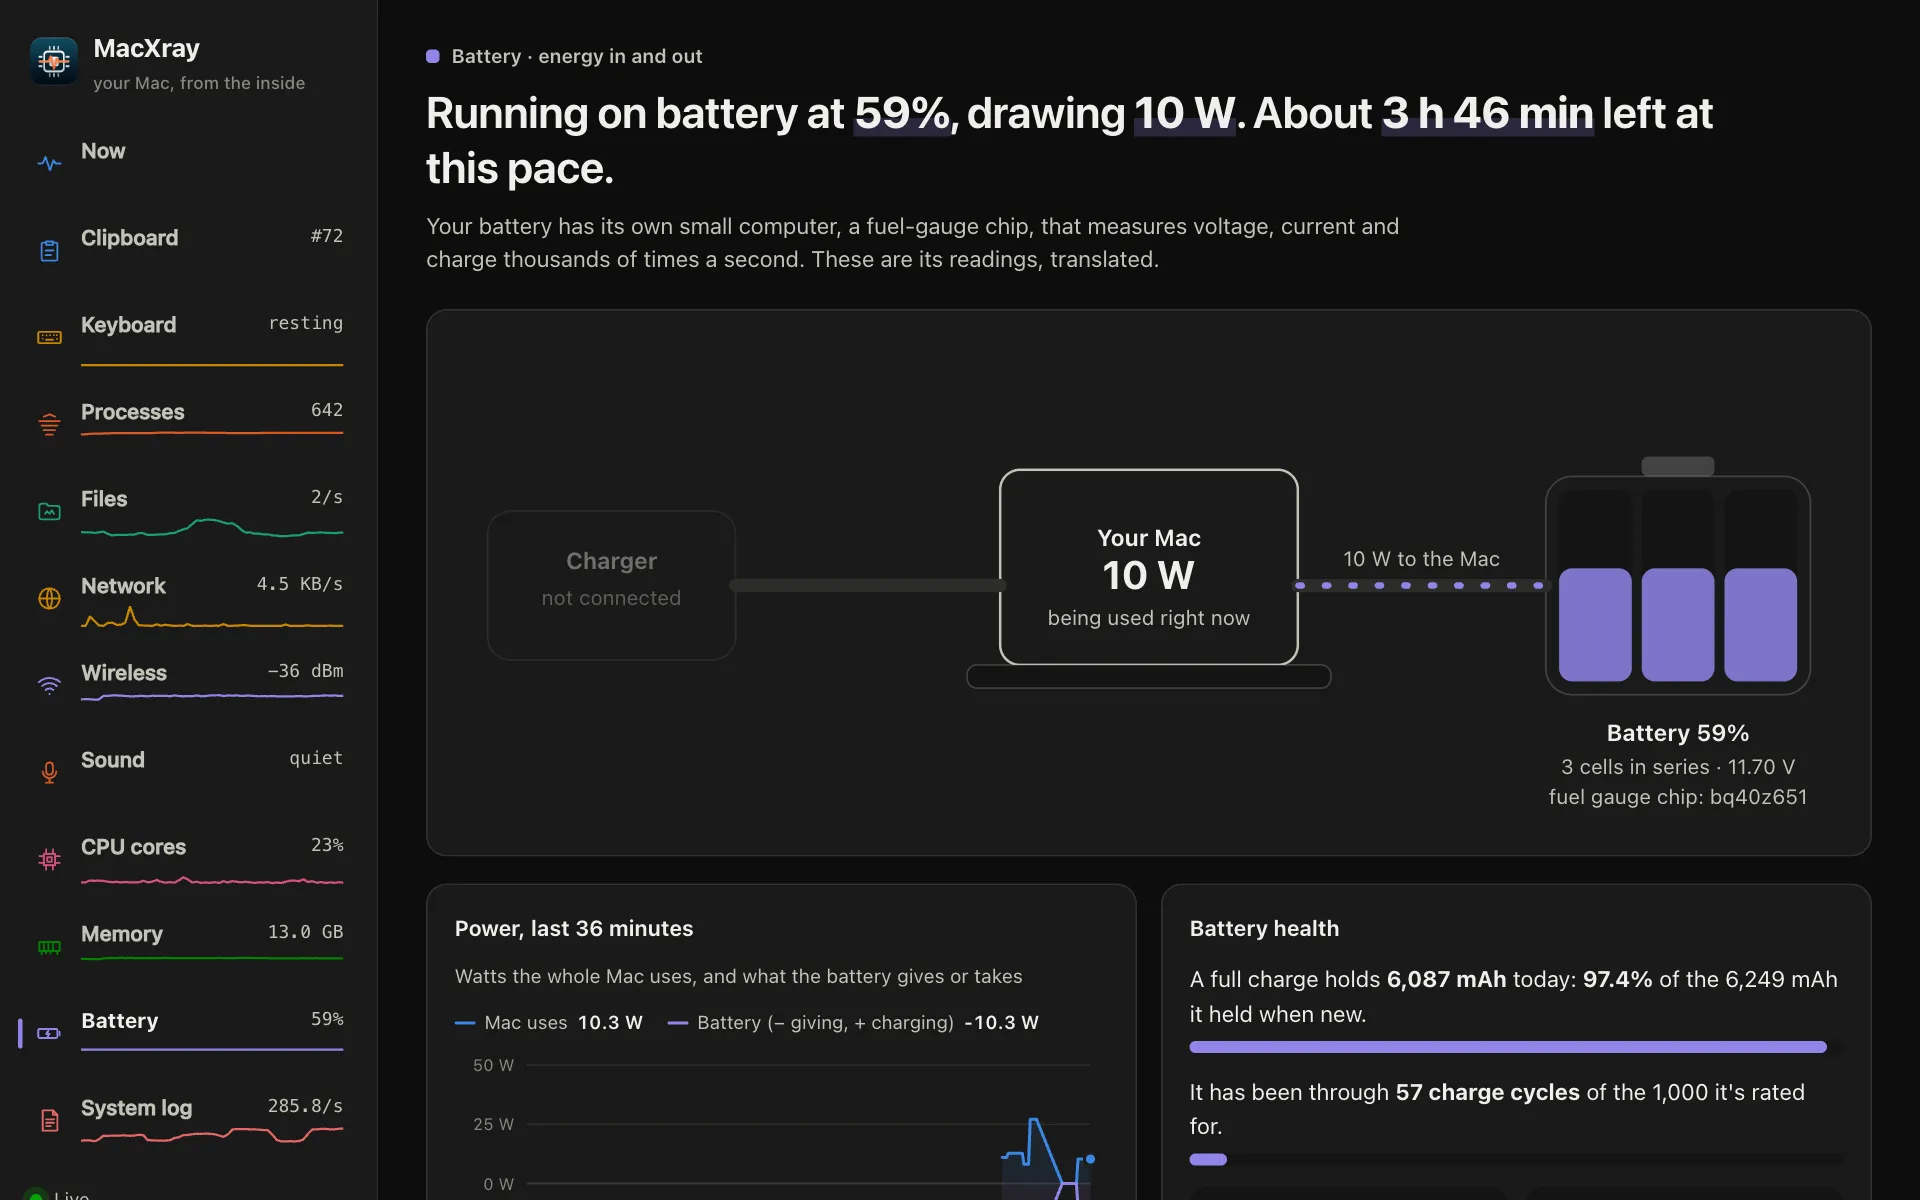 MacXray
your Mac, from the inside
Now
Clipboard #72
Keyboard resting
Processes 642
Files 2/s
Network 4.5 KB/s
Wireless −36 dBm
Sound quiet
CPU cores 23%
Memory 13.0 GB
Battery 59%
System log 285.8/s
Live
Battery · energy in and out
Running on battery at 59%, drawing 10 W. About 3 h 46 min left at
this pace.
Your battery has its own small computer, a fuel-gauge chip, that measures voltage, current and
charge thousands of times a second. These are its readings, translated.
Charger
not connected
Your Mac
10 W
being used right now
10 W to the Mac
Battery 59%
3 cells in series · 11.70 V
fuel gauge chip: bq40z651
Power, last 36 minutes
Watts the whole Mac uses, and what the battery gives or takes
Mac uses 10.3 W Battery (− giving, + charging) -10.3 W
50 W
25 W
0 W
Battery health
A full charge holds 6,087 mAh today: 97.4% of the 6,249 mAh
it held when new.
It has been through 57 charge cycles of the 1,000 it's rated
for.